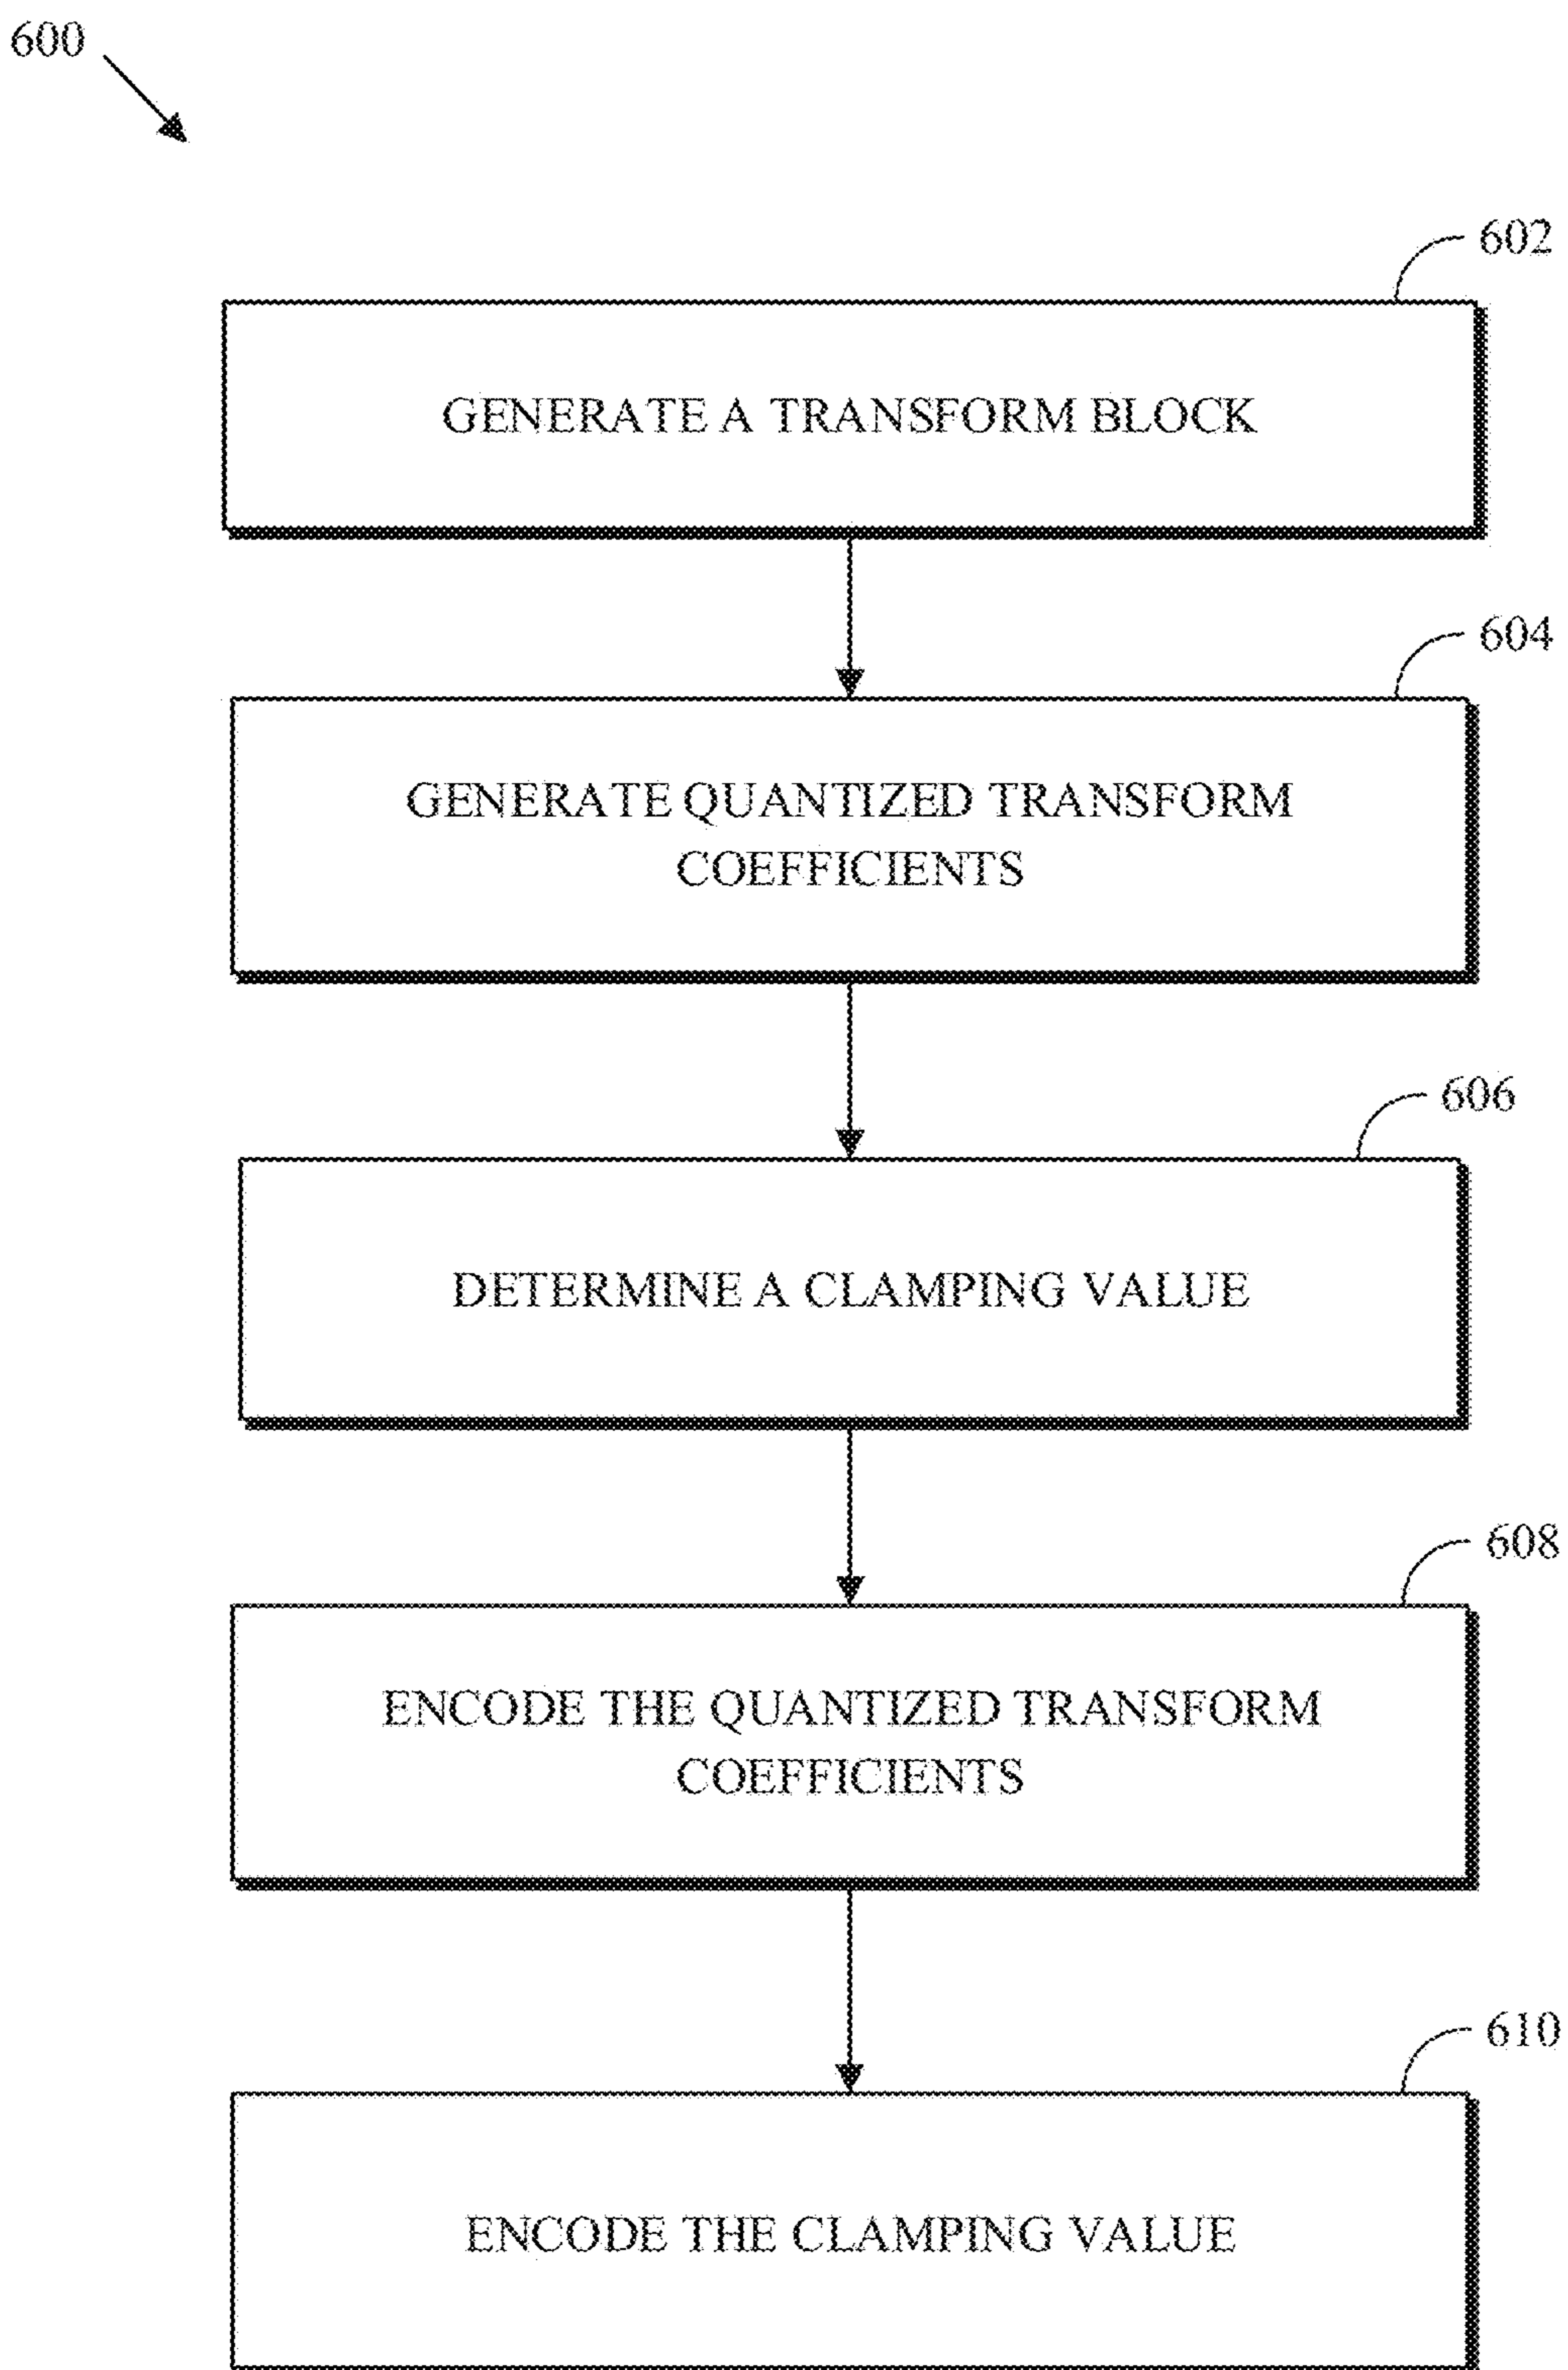 600
602
GENERATE A TRANSFORM BLOCK
604
GENERATE QUANTIZED TRANSFORM
COEFFICIENTS
606
DETERMINE A CLAMPING VALUE
608
ENCODE THE QUANTIZED TRANSFORM
COEFFICIENTS
610
ENCODE THE CLAMPING VALUE